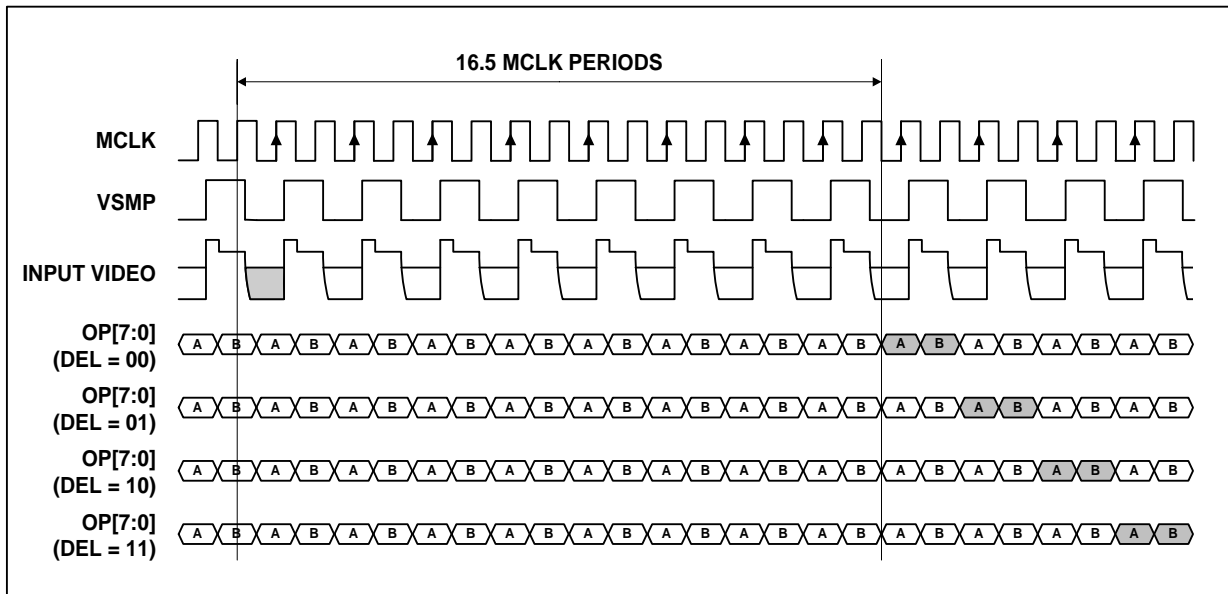 16.5 MCLK PERIODS
MCLK
VSMP
INPUT VIDEO
OP[7:0]
(DEL = 00)
A B A B A B A B A B A B A B A B A B A B A B A B A B
OP[7:0]
(DEL = 01)
A B A B A B A B A B A B A B A B A B A B A B A B A B
OP[7:0]
(DEL = 10)
A B A B A B A B A B A B A B A B A B A B A B A B A B
OP[7:0]
(DEL = 11)
A B A B A B A B A B A B A B A B A B A B A B A B A B